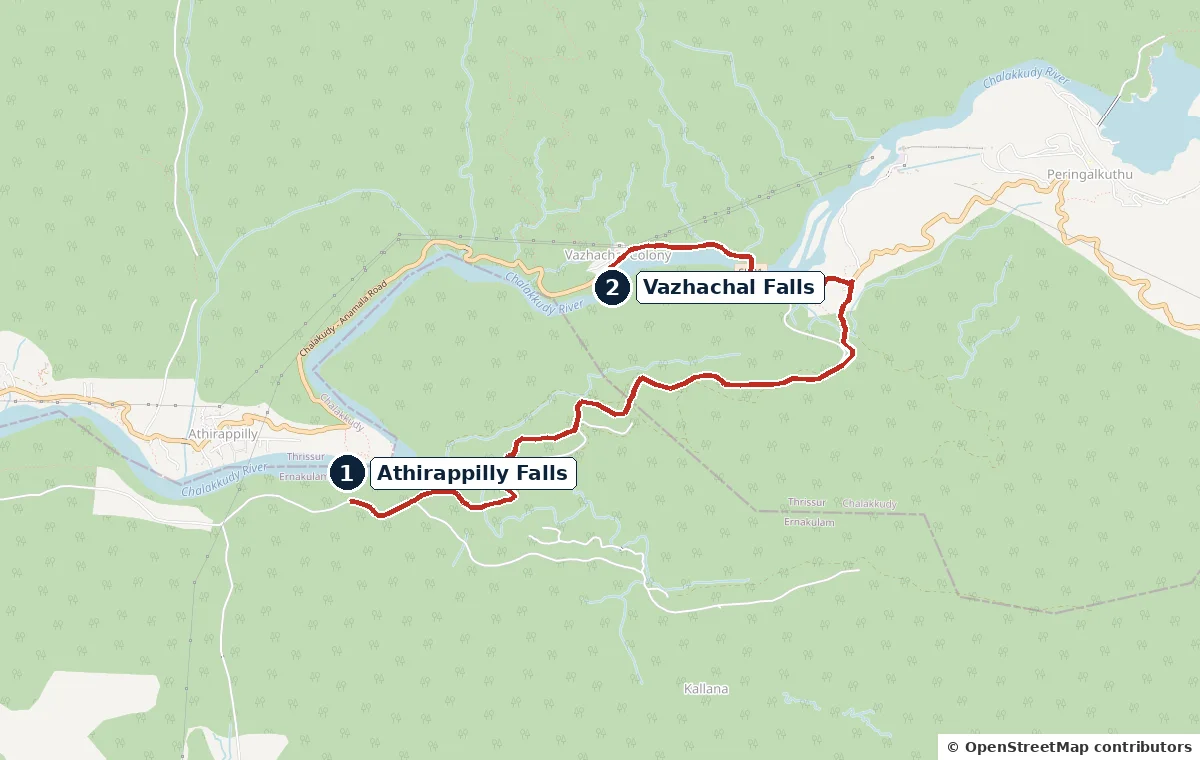 Chalakkudy River
Peringalkuthu
Vazhachal Colony
2
Vazhachal Falls
Chalakkudy River
Chalakudy - Anamala Road
Chalakkudy
Athirappilly
Thrissur
Ernakulam
1
Athirappilly Falls
Chalakkudy River
Thrissur
Chalakkudy
Ernakulam
Kallana
© OpenStreetMap contributors